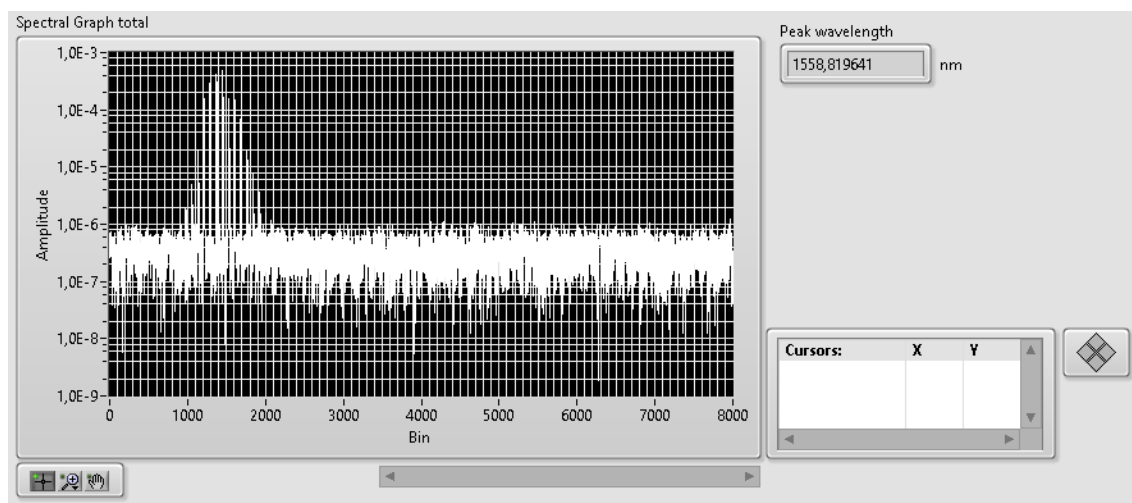 Spectral Graph total
Peak wavelength
1558,819641 nm
Amplitude
1,0E-3
1,0E-4
1,0E-5
1,0E-6
1,0E-7
1,0E-8
1,0E-9
0 1000 2000 3000 4000 5000 6000 7000 8000
Bin
Cursors: X Y